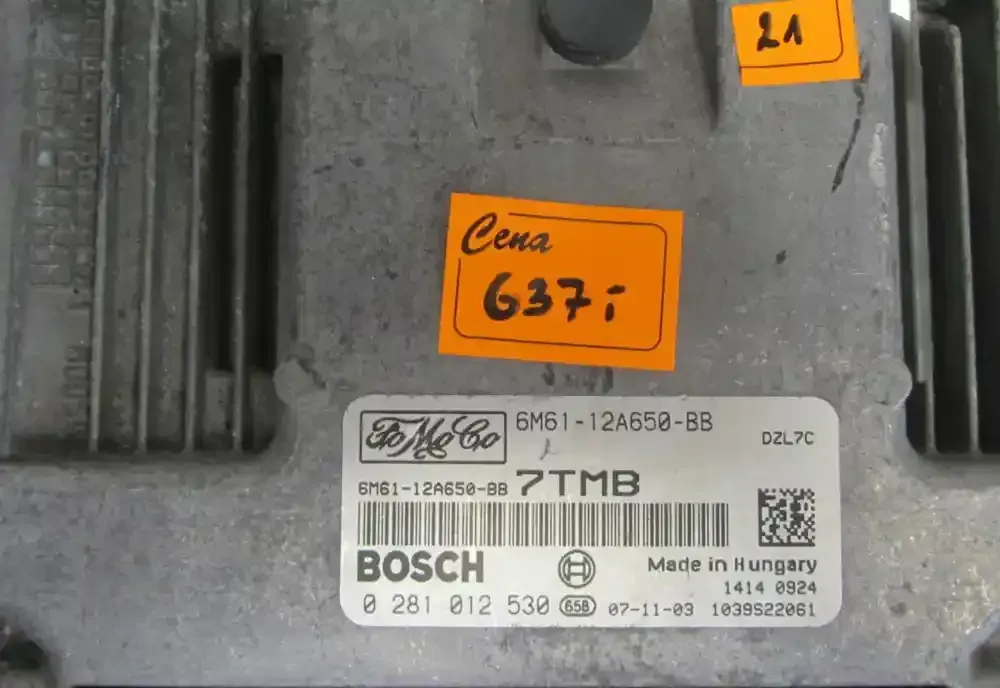 21
Cena
637,-
FoMoCo
6M61-12A650-BB
DZL7C
6M61-12A650-BB 7TMB
BOSCH
Made in Hungary
1414 0924
0 281 012 530 65B 07-11-03 1039S22061